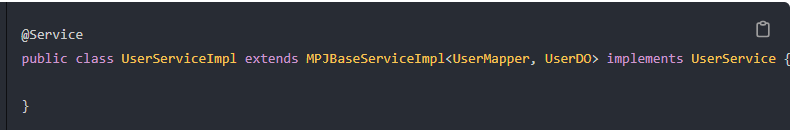 @Service
public class UserServiceImpl extends MPJBaseServiceImpl<UserMapper, UserDO> implements UserService {
}